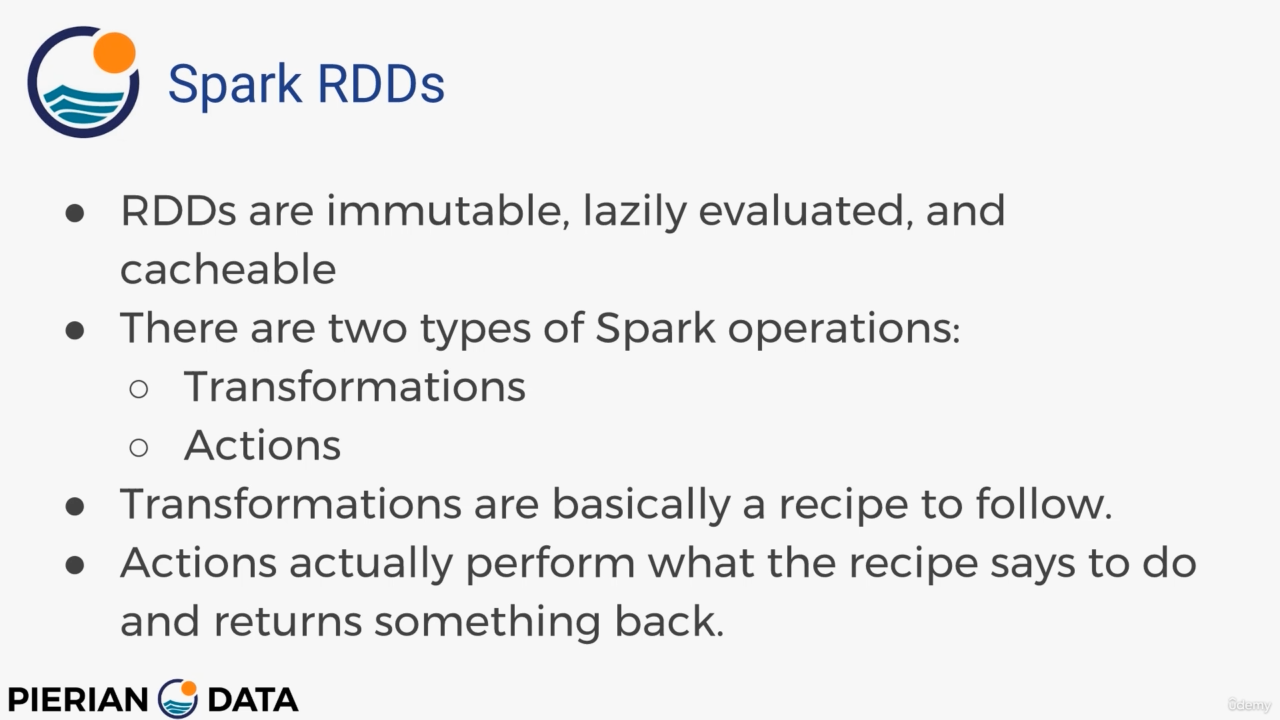 Spark RDDs
● RDDs are immutable, lazily evaluated, and
cacheable
● There are two types of Spark operations:
○ Transformations
○ Actions
● Transformations are basically a recipe to follow.
● Actions actually perform what the recipe says to do
and returns something back.
PIERIAN DATA
ûdemy